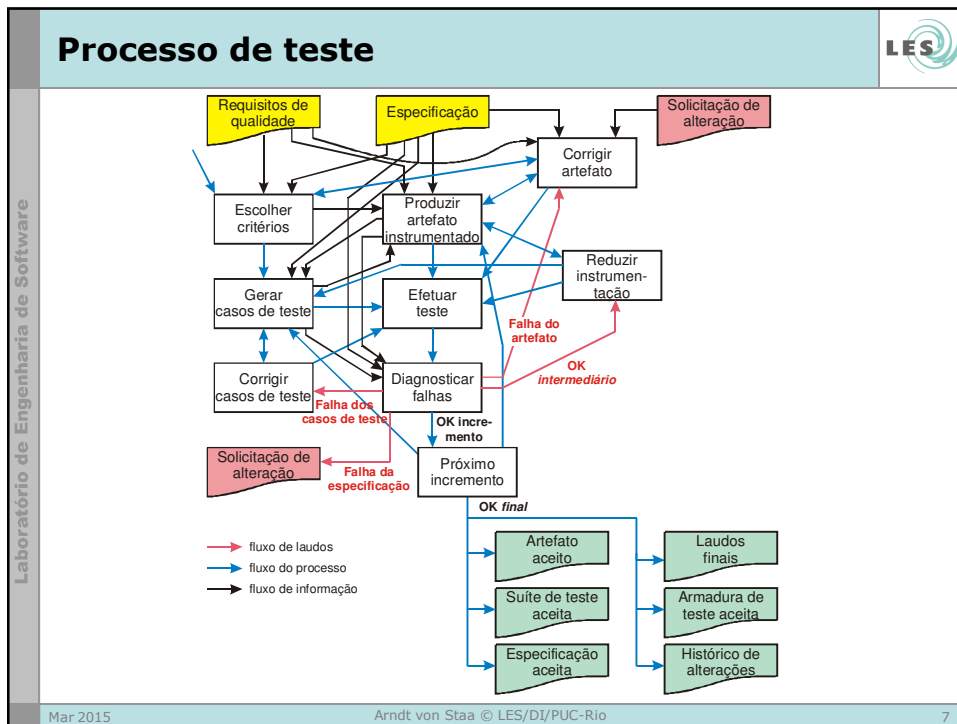 Processo de teste
LES
Laboratório de Engenharia de Software
Requisitos de
qualidade
Especificação
Solicitação de
alteração
Corrigir
artefato
Escolher
critérios
Produzir
artefato
instrumentado
Reduzir
instrumen-
tação
Gerar
casos de teste
Efetuar
teste
Falha do
artefato
OK
intermediário
Corrigir
casos de teste
Diagnosticar
falhas
Falha dos
casos de teste
OK incre-
mento
Solicitação de
alteração
Falha da
especificação
Próximo
incremento
OK final
fluxo de laudos
fluxo do processo
fluxo de informação
Artefato
aceito
Laudos
finais
Suíte de teste
aceita
Armadura de
teste aceita
Especificação
aceita
Histórico de
alterações
Mar 2015
Arndt von Staa © LES/DI/PUC-Rio
7